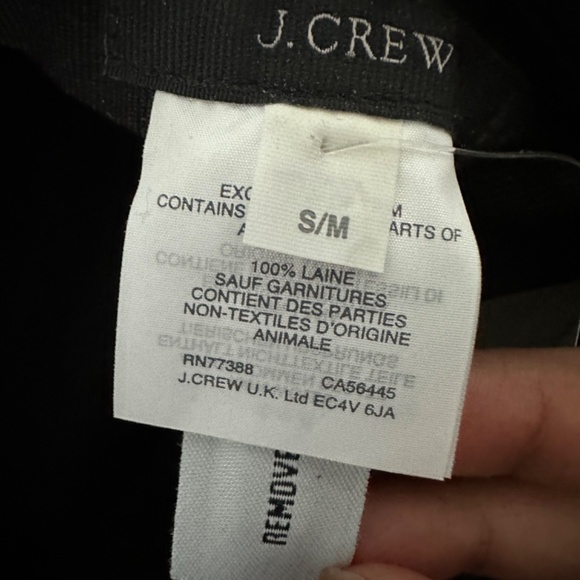 J.CREW
S/M
EXC M
CONTAINS ARTS OF
A
100% LAINE
SAUF GARNITURES
CONTIENT DES PARTIES
NON-TEXTILES D'ORIGINE
ANIMALE
RN77388 CA56445
J.CREW U.K. Ltd EC4V 6JA
REMOVE